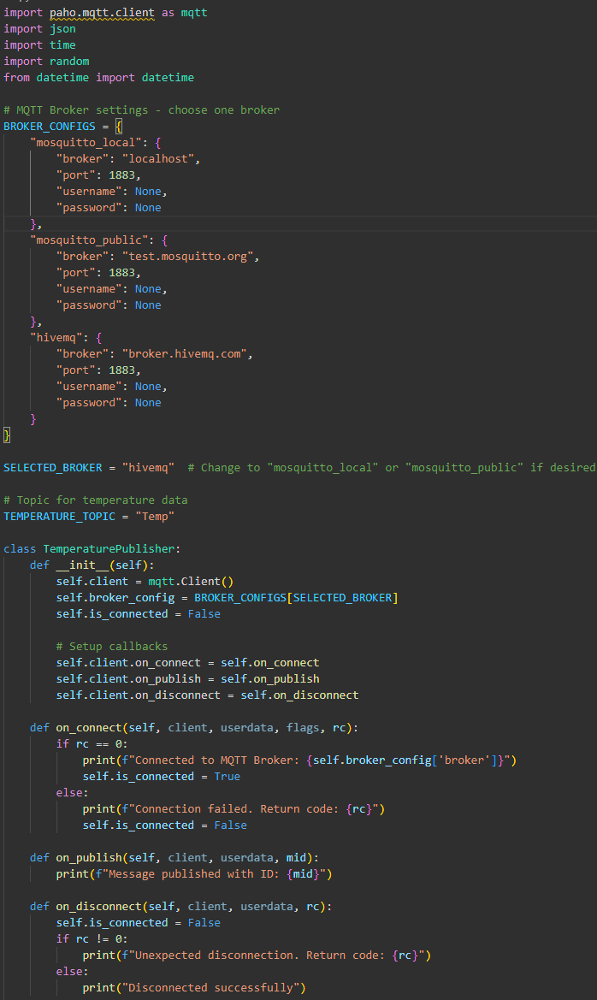 import paho.mqtt.client as mqtt
import json
import time
import random
from datetime import datetime

# MQTT Broker settings - choose one broker
BROKER_CONFIGS = {
    "mosquitto_local": {
        "broker": "localhost",
        "port": 1883,
        "username": None,
        "password": None
    },
    "mosquitto_public": {
        "broker": "test.mosquitto.org",
        "port": 1883,
        "username": None,
        "password": None
    },
    "hivemq": {
        "broker": "broker.hivemq.com",
        "port": 1883,
        "username": None,
        "password": None
    }
}

SELECTED_BROKER = "hivemq"  # Change to "mosquitto_local" or "mosquitto_public" if desired

# Topic for temperature data
TEMPERATURE_TOPIC = "Temp"

class TemperaturePublisher:
    def __init__(self):
        self.client = mqtt.Client()
        self.broker_config = BROKER_CONFIGS[SELECTED_BROKER]
        self.is_connected = False

        # Setup callbacks
        self.client.on_connect = self.on_connect
        self.client.on_publish = self.on_publish
        self.client.on_disconnect = self.on_disconnect

    def on_connect(self, client, userdata, flags, rc):
        if rc == 0:
            print(f"Connected to MQTT Broker: {self.broker_config['broker']}")
            self.is_connected = True
        else:
            print(f"Connection failed. Return code: {rc}")
            self.is_connected = False

    def on_publish(self, client, userdata, mid):
        print(f"Message published with ID: {mid}")

    def on_disconnect(self, client, userdata, rc):
        self.is_connected = False
        if rc != 0:
            print(f"Unexpected disconnection. Return code: {rc}")
        else:
            print("Disconnected successfully")